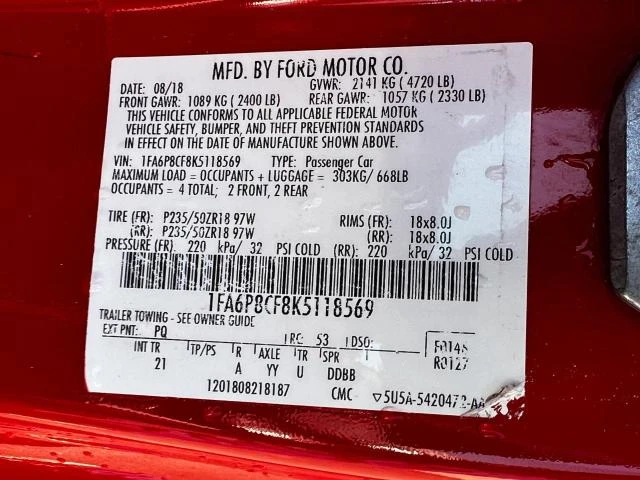 MFD. BY FORD MOTOR CO.
DATE: 08/18 GVWR: 2141 KG ( 4720 LB)
FRONT GAWR: 1089 KG ( 2400 LB) REAR GAWR: 1057 KG ( 2330 LB)
THIS VEHICLE CONFORMS TO ALL APPLICABLE FEDERAL MOTOR
VEHICLE SAFETY, BUMPER, AND THEFT PREVENTION STANDARDS
IN EFFECT ON THE DATE OF MANUFACTURE SHOWN ABOVE.
VIN: 1FA6P8CF8K5118569 TYPE: Passenger Car
MAXIMUM LOAD = OCCUPANTS + LUGGAGE = 303KG/ 668LB
OCCUPANTS = 4 TOTAL; 2 FRONT, 2 REAR
TIRE (FR): P235/50ZR18 97W RIMS (FR): 18x8.0J
(RR): P235/50ZR18 97W (RR): 18x8.0J
PRESSURE (FR): 220 kPa/ 32 PSI COLD (RR): 220 kPa/ 32 PSI COLD
1FA6P8CF8K5118569
TRAILER TOWING - SEE OWNER GUIDE
EXT PNT: PQ RC: 53 DSO:
INT TR TP/PS R AXLE TR SPR
21 A YY U DDBB
F0146
R0127
1201808218187 CMC ▽5U5A-5420472-AA